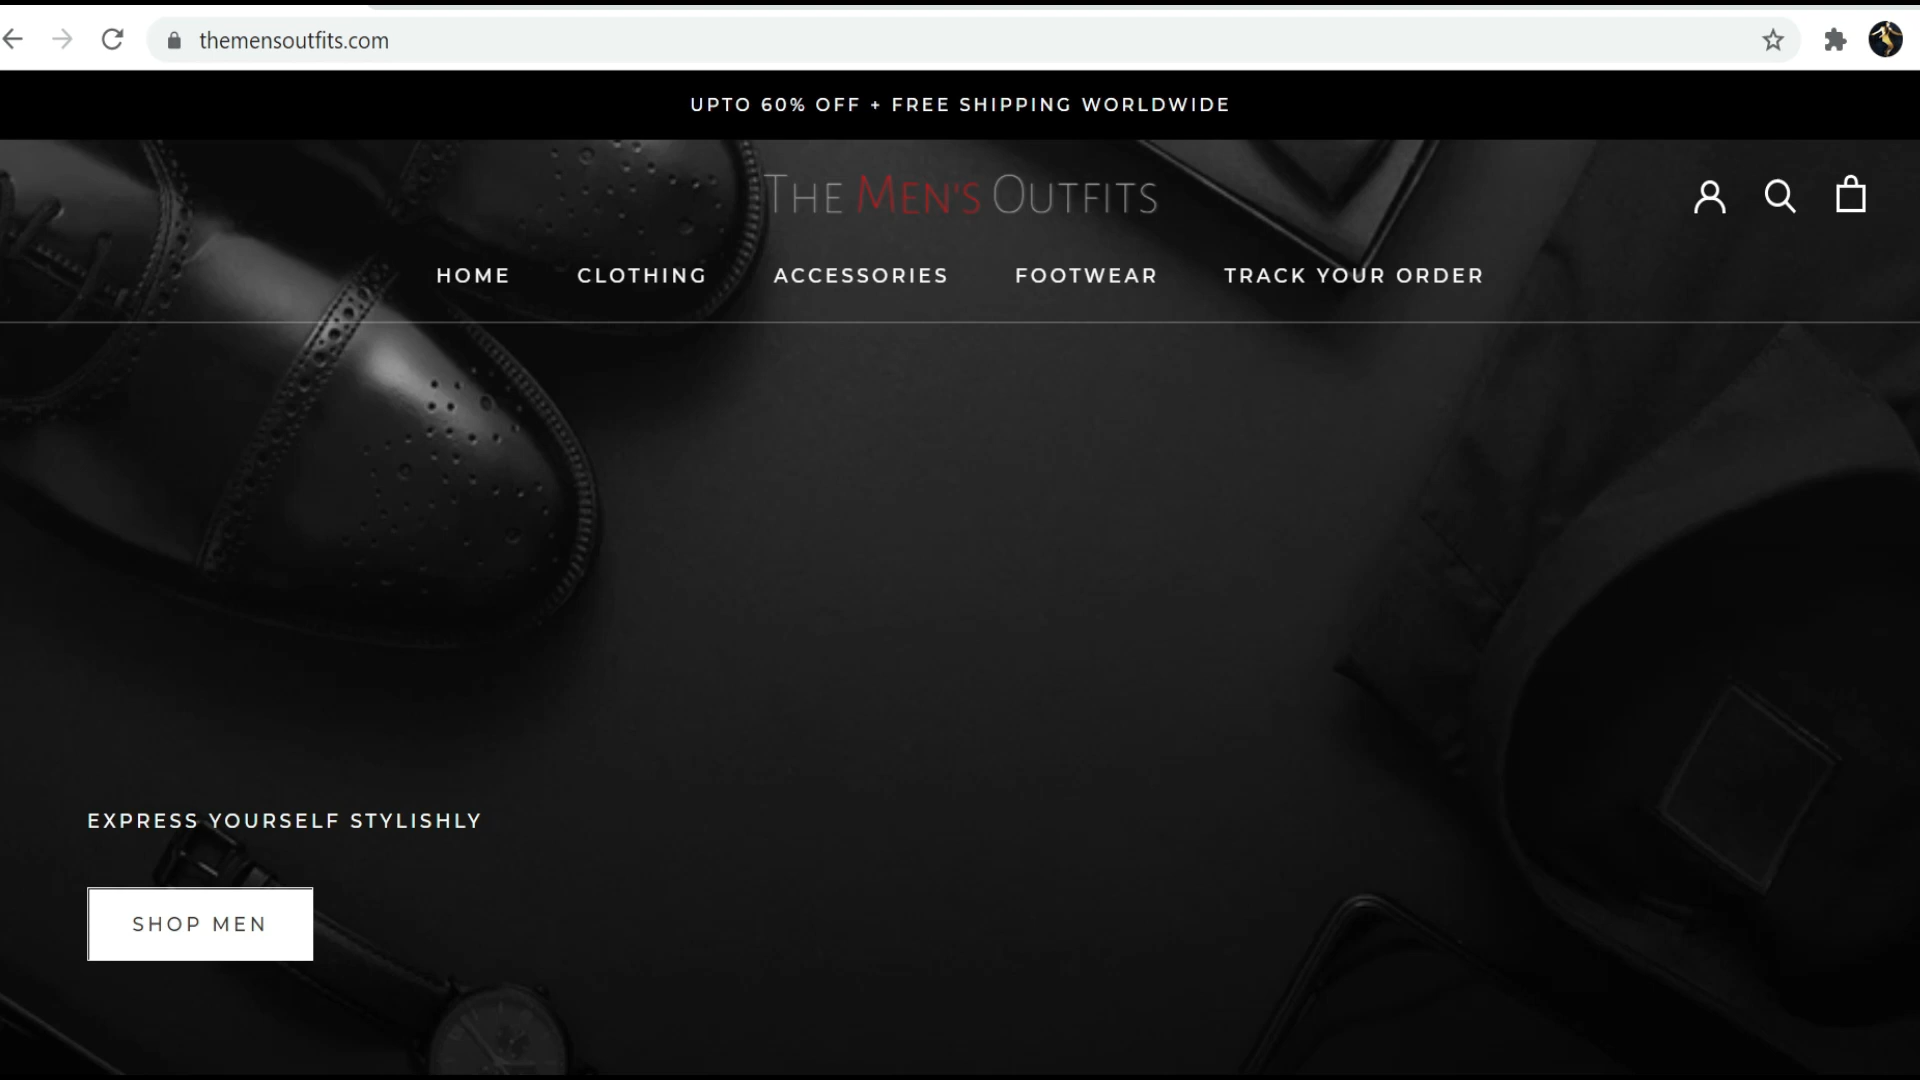 themensoutfits.com
UPTO 60% OFF + FREE SHIPPING WORLDWIDE
THE MEN'S OUTFITS
HOME CLOTHING ACCESSORIES FOOTWEAR TRACK YOUR ORDER
EXPRESS YOURSELF STYLISHLY
SHOP MEN